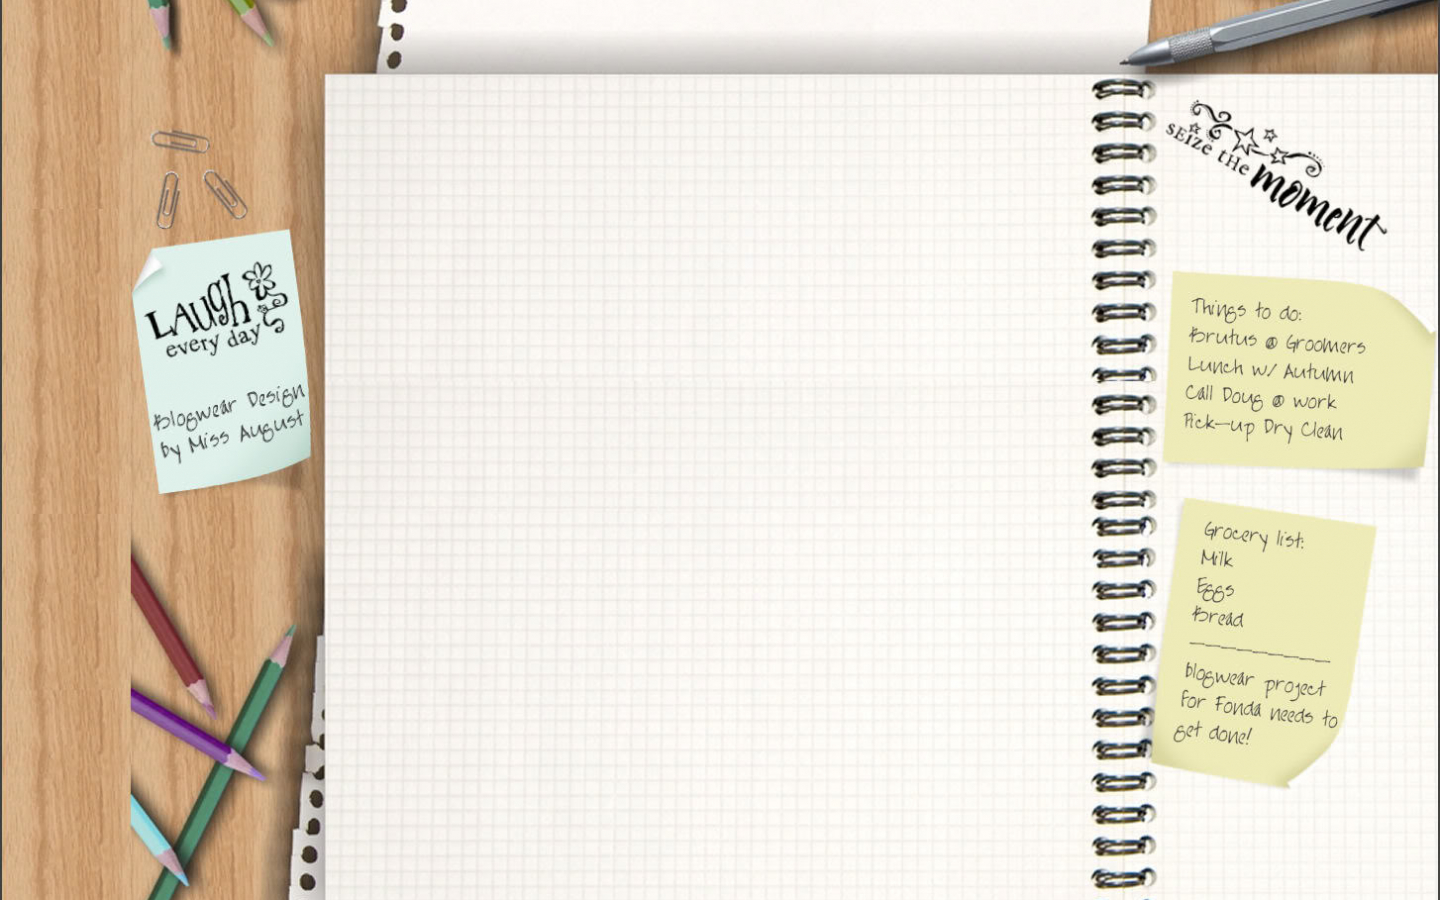 sEIze tHe
moment
LAugh
every day
Blogwear Design
by Miss August
Things to do:
Brutus @ Groomers
Lunch w/ Autumn
Call Doug @ work
Pick-up Dry Clean
Grocery list:
Milk
Eggs
Bread
blogwear project
for Fonda needs to
get done!